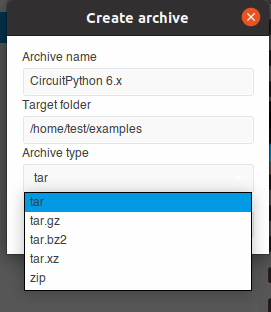 Create archive
Archive name
CircuitPython 6.x
Target folder
/home/test/examples
Archive type
tar
tar
tar.gz
tar.bz2
tar.xz
zip